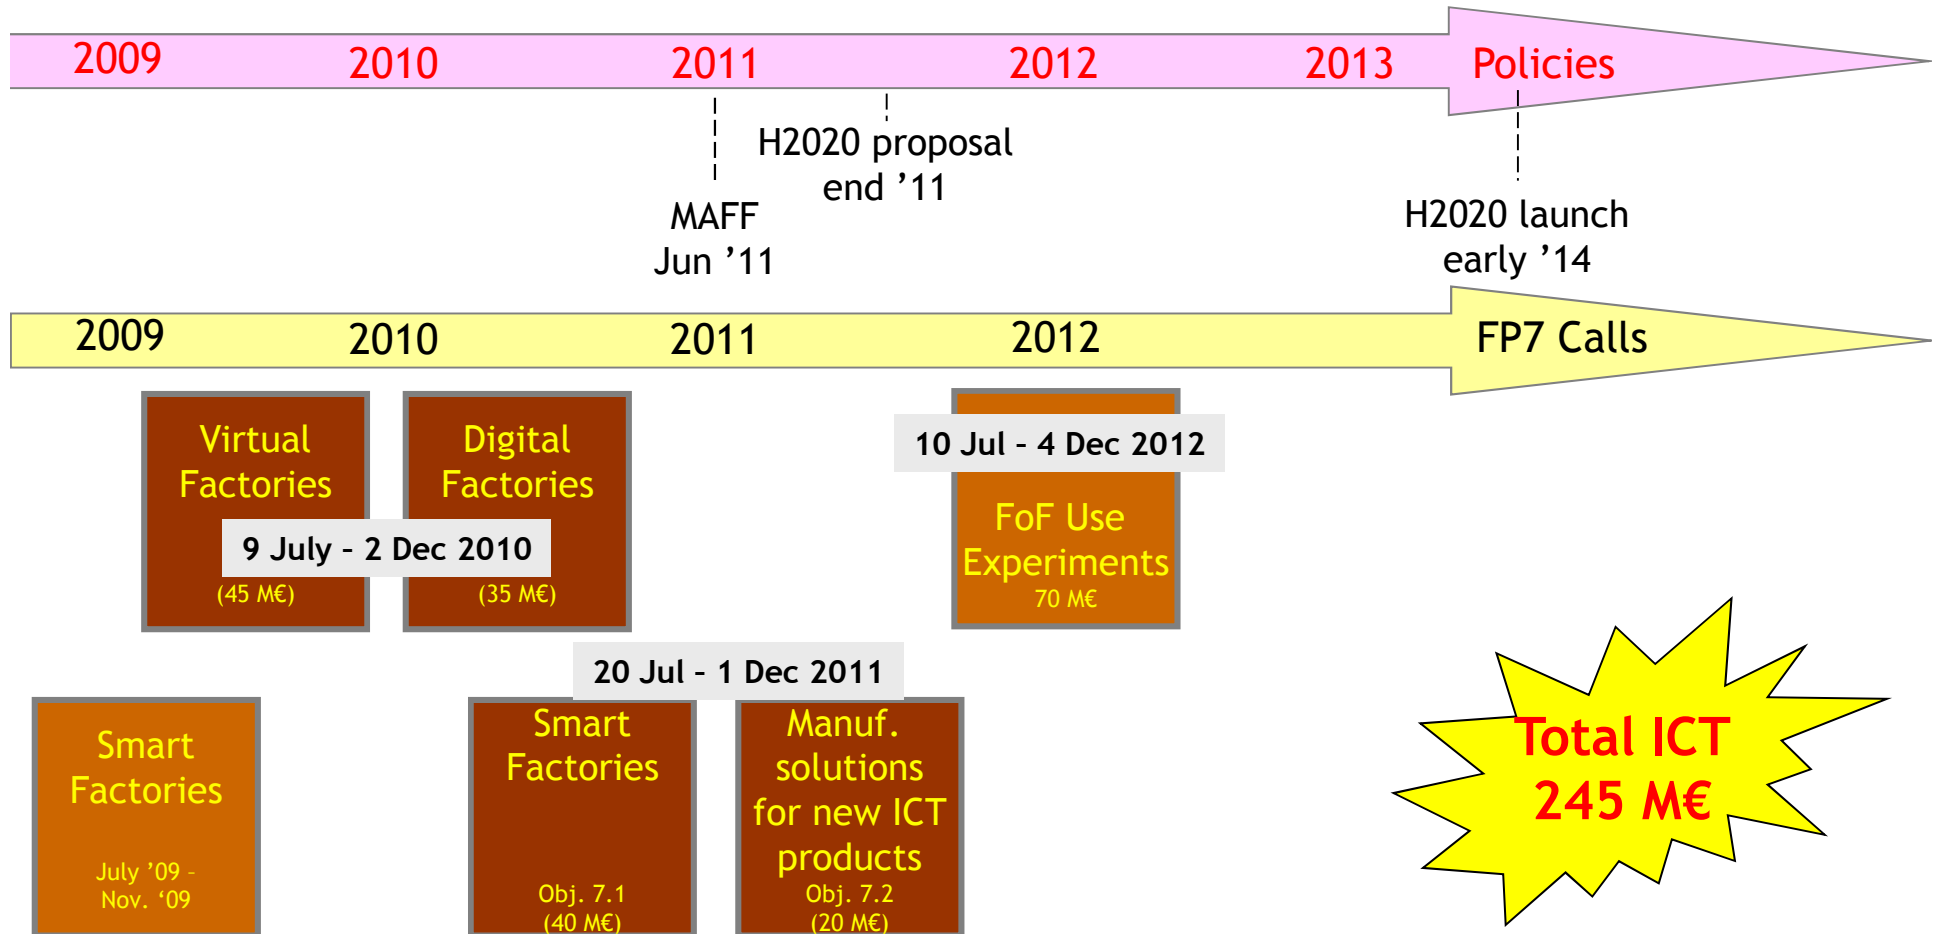 2009 2010 2011 2012 2013 Policies
H2020 proposal
end ’11
MAFF
Jun ’11
H2020 launch
early ’14
2009 2010 2011 2012 FP7 Calls
Virtual
Factories
(45 M€)
Digital
Factories
(35 M€)
9 July – 2 Dec 2010
10 Jul – 4 Dec 2012
FoF Use
Experiments
70 M€
20 Jul – 1 Dec 2011
Smart
Factories
July ’09 –
Nov. ‘09
Smart
Factories
Obj. 7.1
(40 M€)
Manuf.
solutions
for new ICT
products
Obj. 7.2
(20 M€)
Total ICT
245 M€